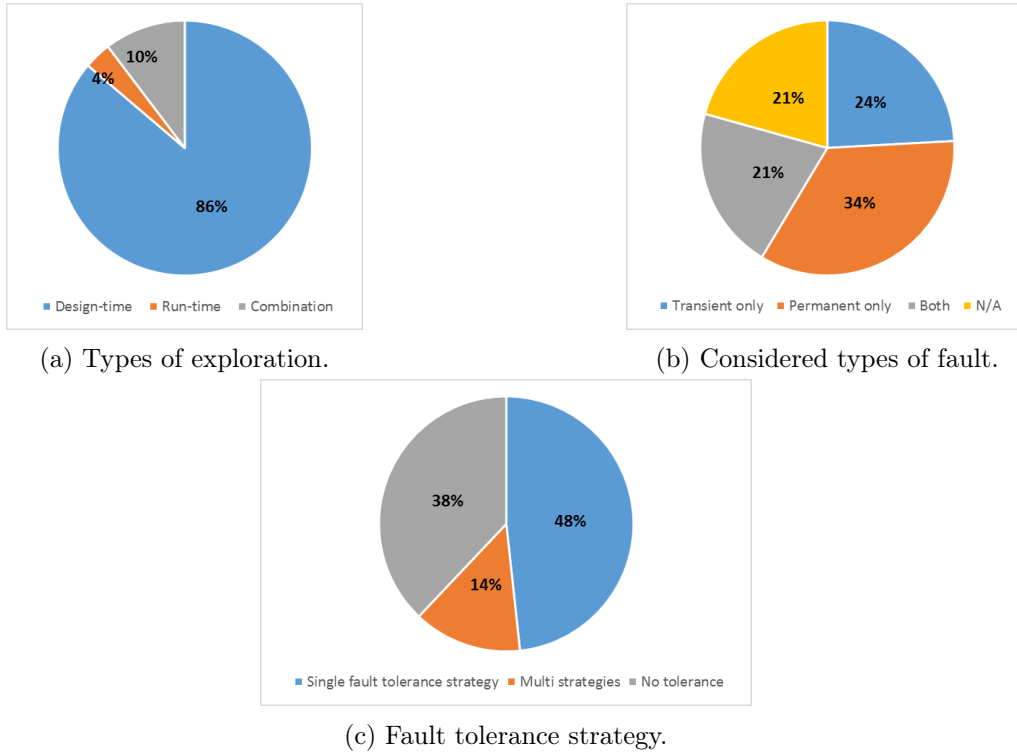 10%
4%
86%
Design-time Run-time Combination
(a) Types of exploration.
21%
24%
21%
34%
Transient only Permanent only Both N/A
(b) Considered types of fault.
38%
48%
14%
Single fault tolerance strategy Multi strategies No tolerance
(c) Fault tolerance strategy.